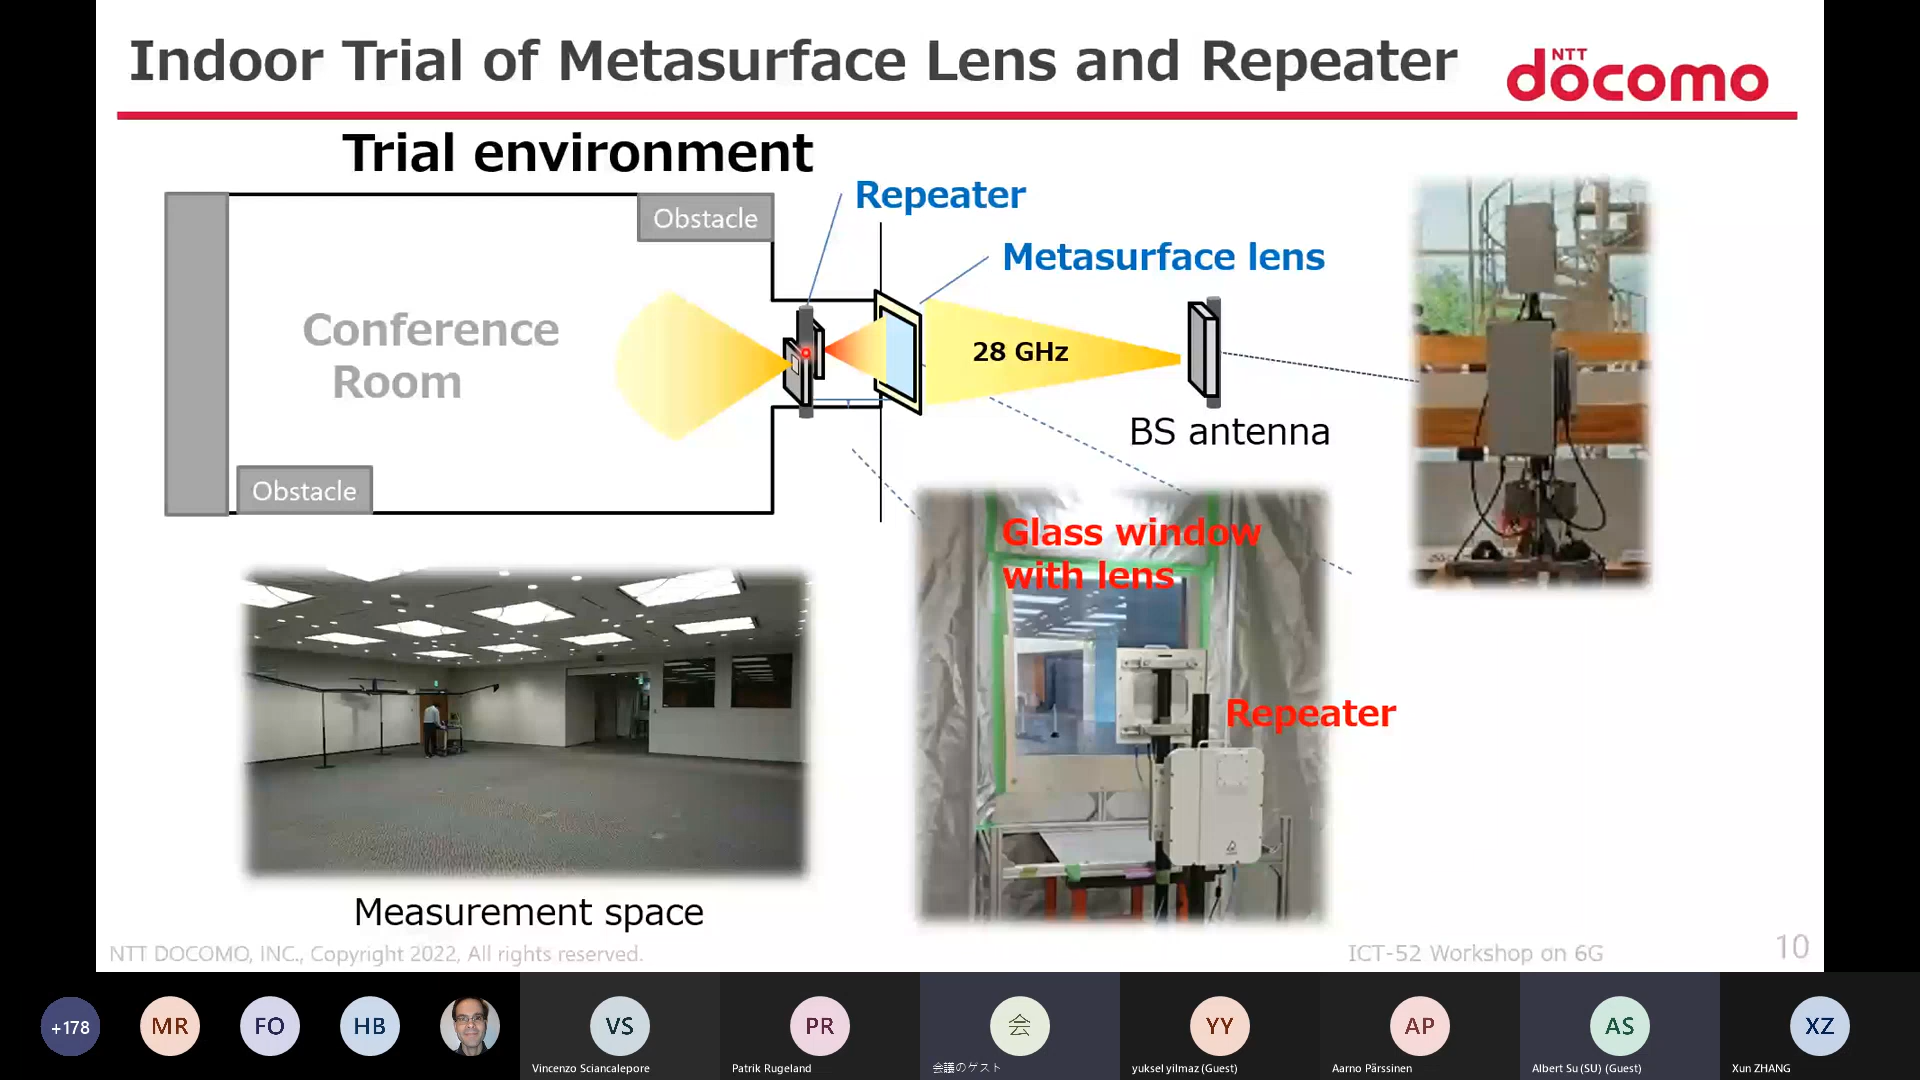 Indoor Trial of Metasurface Lens and Repeater
NTT
docomo
Trial environment
Repeater
Obstacle
Metasurface lens
Conference
Room
28 GHz
BS antenna
Obstacle
Glass window
with lens
Repeater
Measurement space
NTT DOCOMO, INC., Copyright 2022, All rights reserved.
ICT-52 Workshop on 6G
10
+178
MR
FO
HB
VS
Vincenzo Sciancalepore
PR
Patrik Rugeland
会
会議のゲスト
YY
yuksel yilmaz (Guest)
AP
Aarno Pärssinen
AS
Albert Su (SU) (Guest)
XZ
Xun ZHANG